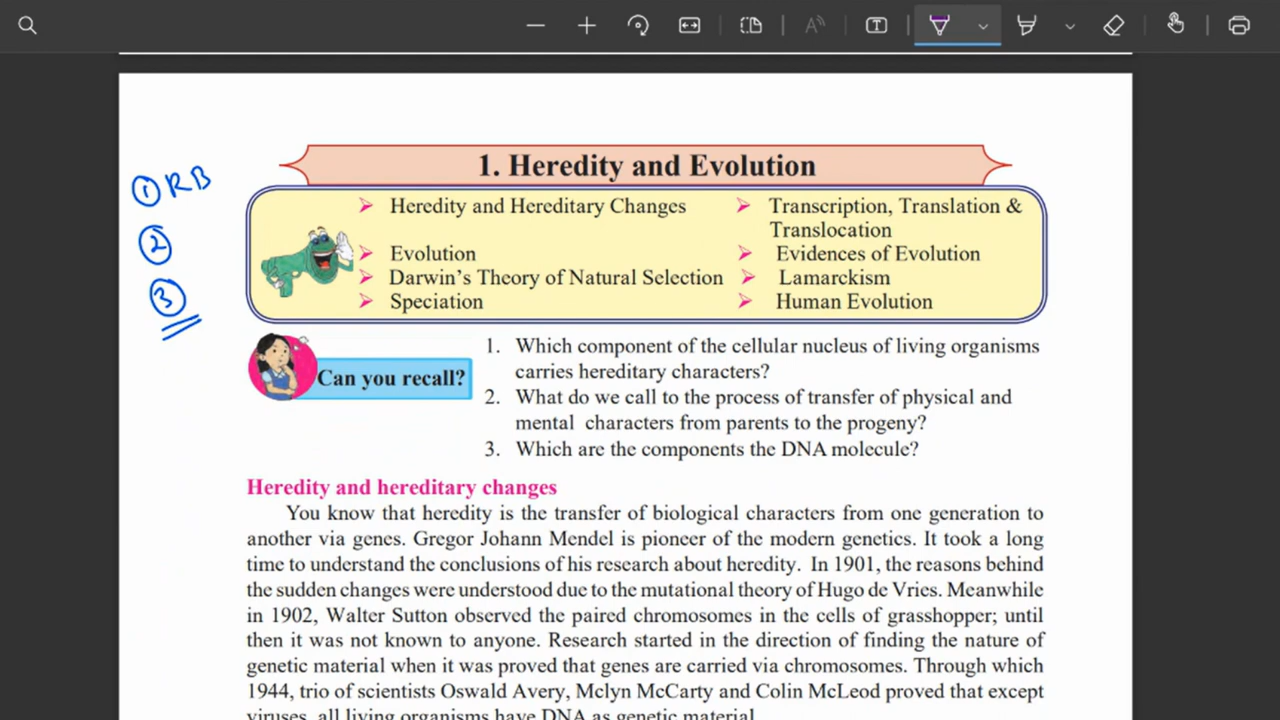 1. Heredity and Evolution
① RB
②
③
➤ Heredity and Hereditary Changes
➤ Transcription, Translation &
Translocation
➤ Evolution
➤ Evidences of Evolution
➤ Darwin's Theory of Natural Selection
➤ Lamarckism
➤ Speciation
➤ Human Evolution
Can you recall?
1. Which component of the cellular nucleus of living organisms
carries hereditary characters?
2. What do we call to the process of transfer of physical and
mental characters from parents to the progeny?
3. Which are the components the DNA molecule?
Heredity and hereditary changes
You know that heredity is the transfer of biological characters from one generation to
another via genes. Gregor Johann Mendel is pioneer of the modern genetics. It took a long
time to understand the conclusions of his research about heredity. In 1901, the reasons behind
the sudden changes were understood due to the mutational theory of Hugo de Vries. Meanwhile
in 1902, Walter Sutton observed the paired chromosomes in the cells of grasshopper; until
then it was not known to anyone. Research started in the direction of finding the nature of
genetic material when it was proved that genes are carried via chromosomes. Through which
1944, trio of scientists Oswald Avery, Mclyn McCarty and Colin McLeod proved that except
viruses, all living organisms have DNA as genetic material.